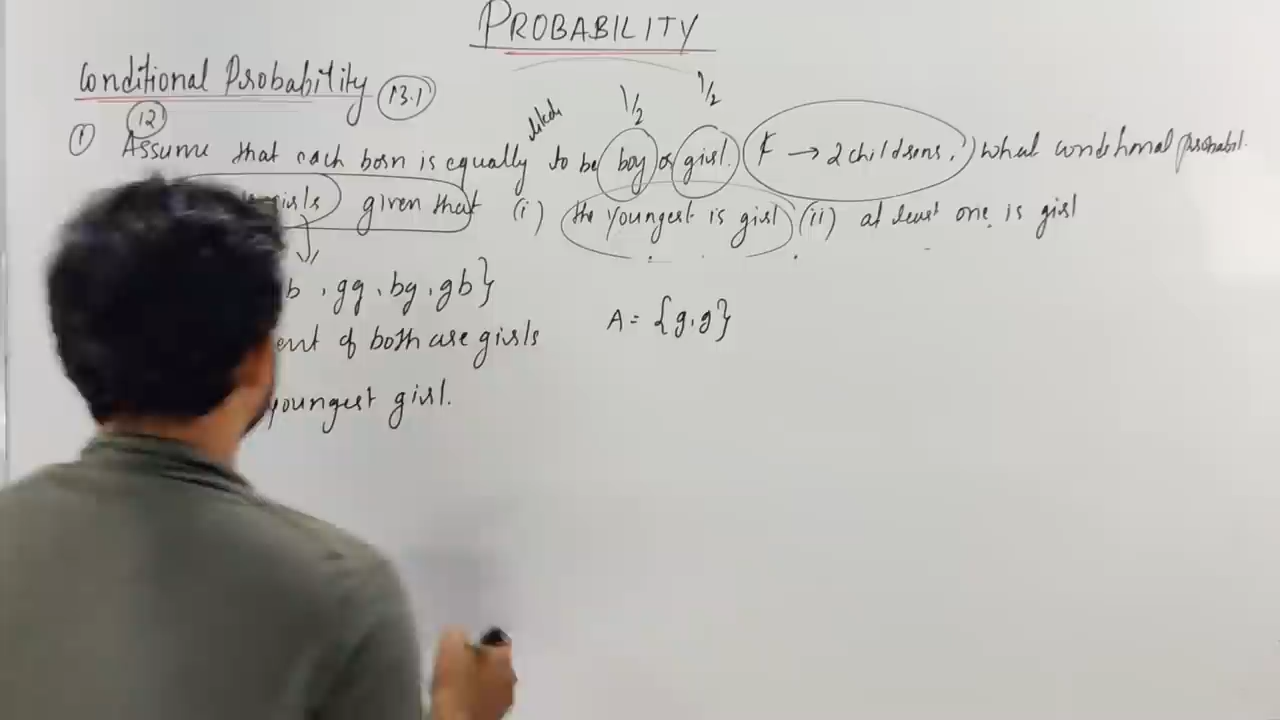 PROBABILITY
Conditional Probability 13.1
1/2 1/2
12 likely
① Assume that each born is equally to be boy or girl. If → 2 childrens, what conditional probabil.
girls given that (i) the youngest is girl (ii) at least one is girl
b, gg, bg, gb}
A = {g,g}
ent of both are girls
youngest girl.